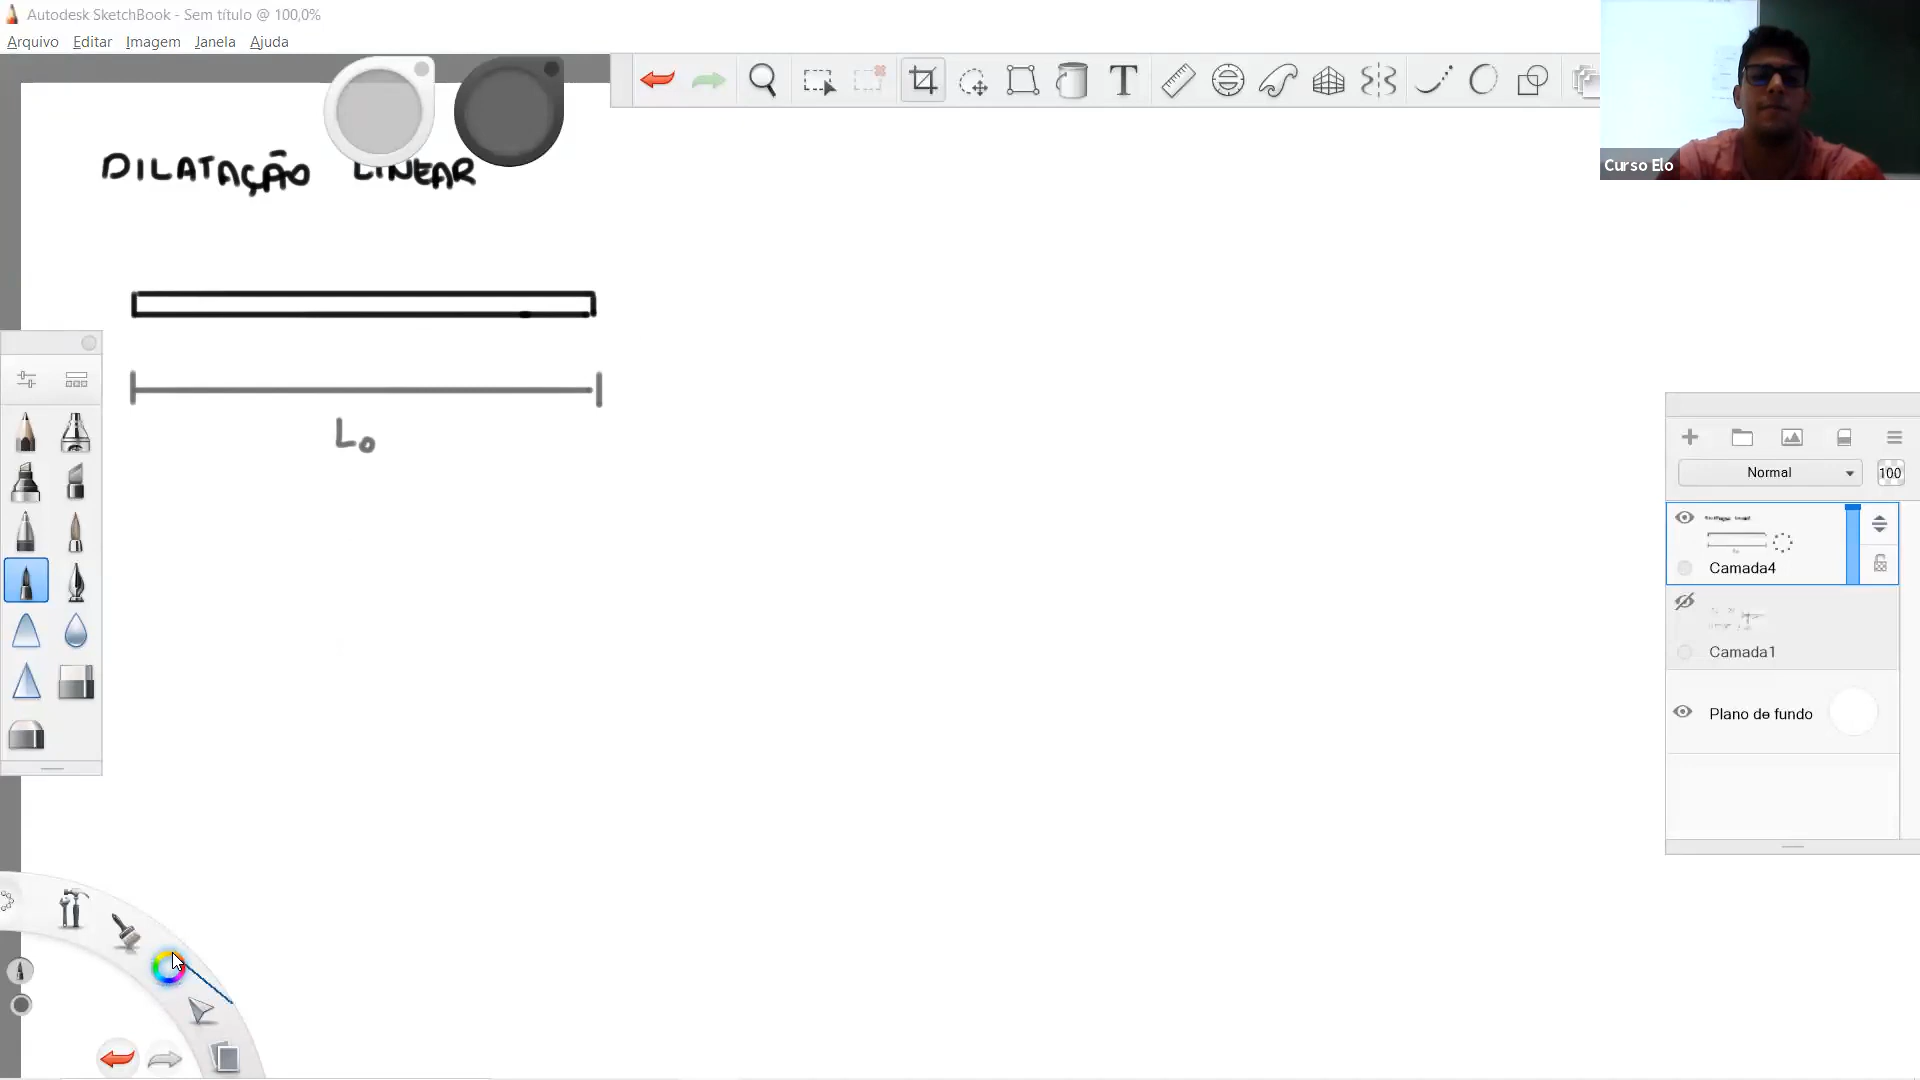 Autodesk SketchBook - Sem título @ 100,0%
Arquivo Editar Imagem Janela Ajuda
Curso Elo
DILATAÇÃO LINEAR
L₀
T
Normal 100
Camada4
Camada1
Plano de fundo